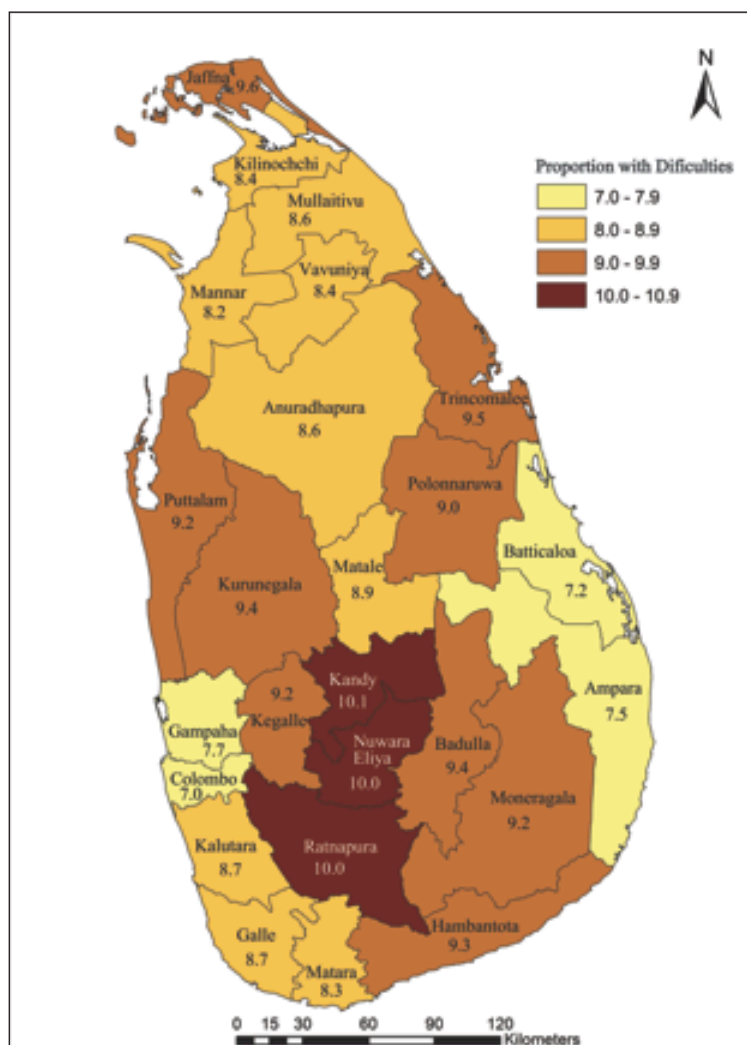 N
Proportion with Dificulties
7.0 - 7.9
8.0 - 8.9
9.0 - 9.9
10.0 - 10.9
Jaffna 9.6
Kilinochchi
8.4
Mullaitivu
8.6
Vavuniya
8.4
Mannar
8.2
Anuradhapura
8.6
Trincomalee
9.5
Polonnaruwa
9.0
Puttalam
9.2
Batticaloa
7.2
Matale
8.9
Kurunegala
9.4
Kandy
10.1
9.2
Kegalle
Ampara
7.5
Gampaha
7.7
Nuwara
Eliya
10.0
Badulla
9.4
Colombo
7.0
Moneragala
9.2
Ratnapura
10.0
Kalutara
8.7
Hambantota
9.3
Galle
8.7
Matara
8.3
0 15 30 60 90 120
Kilometers